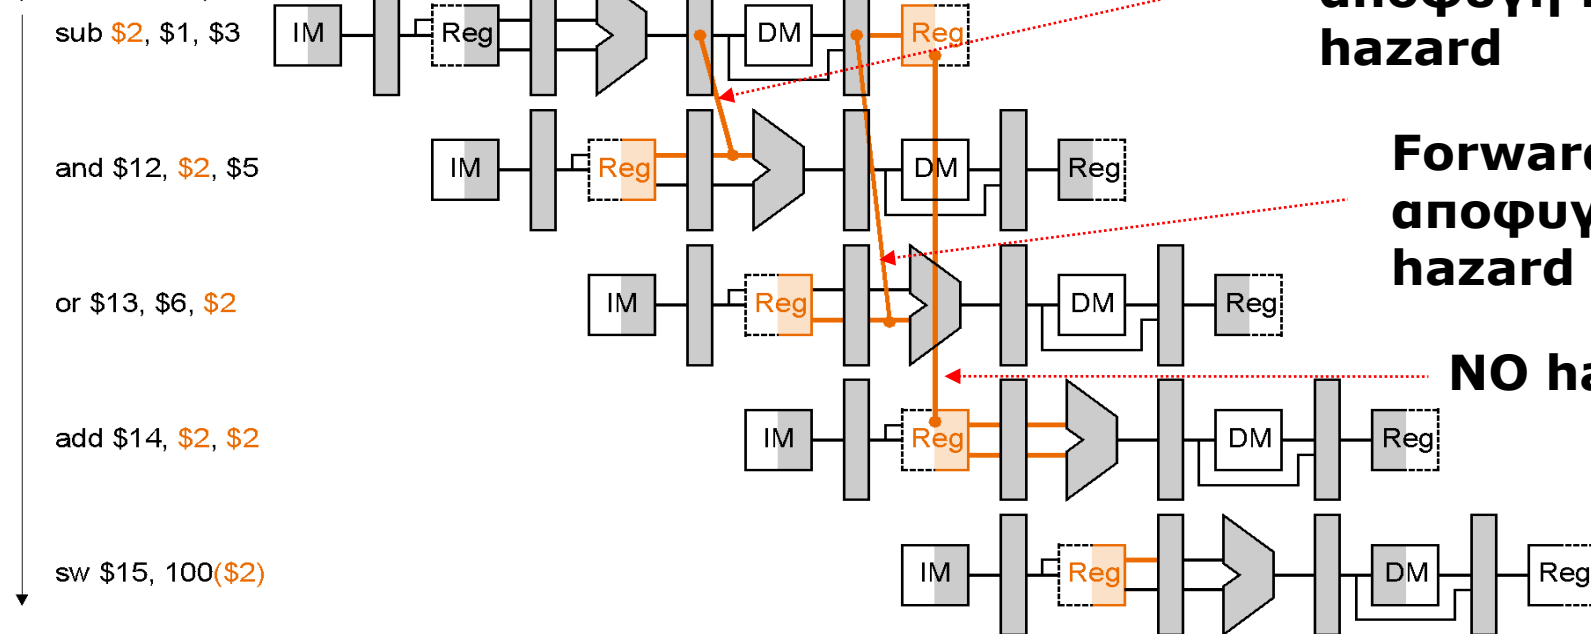 sub $2, $1, $3 IM Reg DM Reg
hazard
and $12, $2, $5 IM Reg DM Reg
αποφυγ
hazard
or $13, $6, $2 IM Reg DM Reg
NO
add $14, $2, $2 IM Reg DM Reg
sw $15, 100($2) IM Reg DM Reg